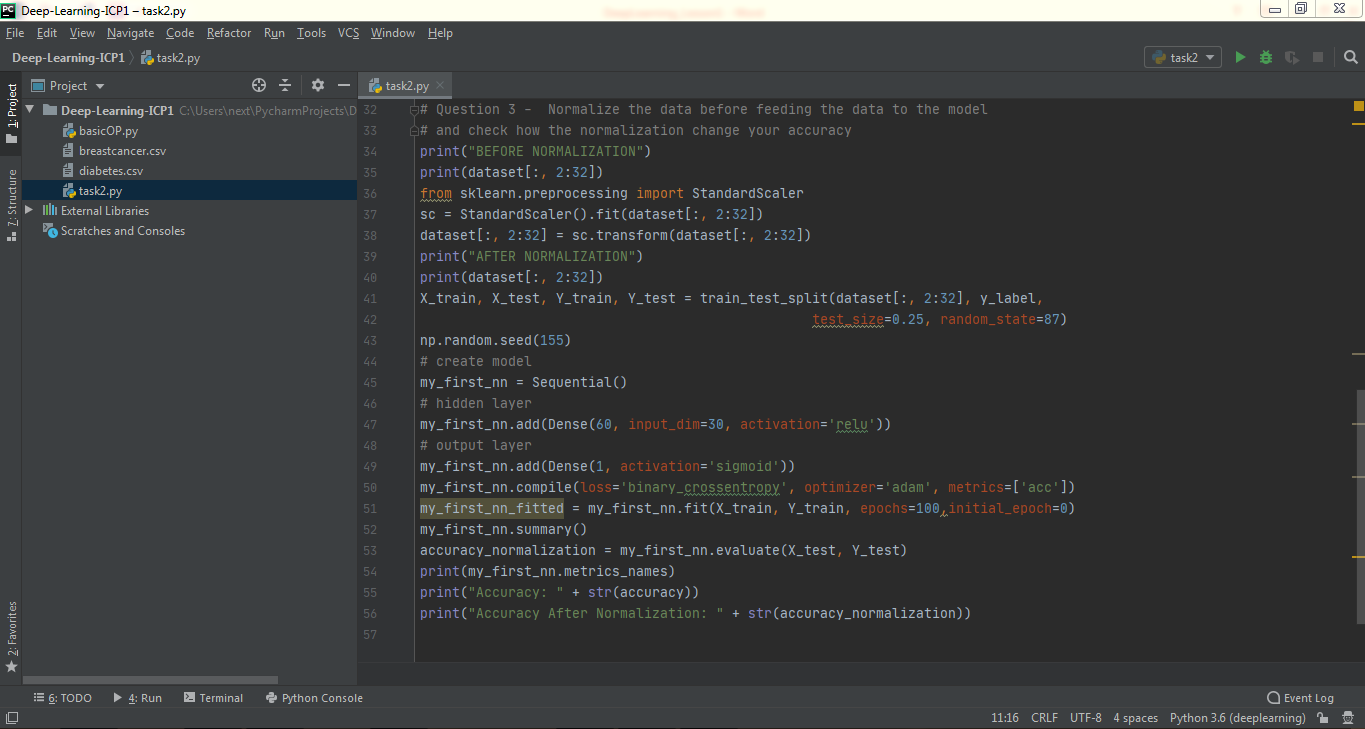 Deep-Learning-ICP1 – task2.py
File Edit View Navigate Code Refactor Run Tools VCS Window Help
Deep-Learning-ICP1 task2.py
task2
1: Project
7: Structure
2: Favorites
Project
Deep-Learning-ICP1 C:\Users\next\PycharmProjects\D
basicOP.py
breastcancer.csv
diabetes.csv
task2.py
External Libraries
Scratches and Consoles
task2.py
32 # Question 3 -  Normalize the data before feeding the data to the model
33 # and check how the normalization change your accuracy
34 print("BEFORE NORMALIZATION")
35 print(dataset[:, 2:32])
36 from sklearn.preprocessing import StandardScaler
37 sc = StandardScaler().fit(dataset[:, 2:32])
38 dataset[:, 2:32] = sc.transform(dataset[:, 2:32])
39 print("AFTER NORMALIZATION")
40 print(dataset[:, 2:32])
41 X_train, X_test, Y_train, Y_test = train_test_split(dataset[:, 2:32], y_label,
42 test_size=0.25, random_state=87)
43 np.random.seed(155)
44 # create model
45 my_first_nn = Sequential()
46 # hidden layer
47 my_first_nn.add(Dense(60, input_dim=30, activation='relu'))
48 # output layer
49 my_first_nn.add(Dense(1, activation='sigmoid'))
50 my_first_nn.compile(loss='binary_crossentropy', optimizer='adam', metrics=['acc'])
51 my_first_nn_fitted = my_first_nn.fit(X_train, Y_train, epochs=100,initial_epoch=0)
52 my_first_nn.summary()
53 accuracy_normalization = my_first_nn.evaluate(X_test, Y_test)
54 print(my_first_nn.metrics_names)
55 print("Accuracy: " + str(accuracy))
56 print("Accuracy After Normalization: " + str(accuracy_normalization))
57
6: TODO 4: Run Terminal Python Console Event Log
11:16 CRLF UTF-8 4 spaces Python 3.6 (deeplearning)